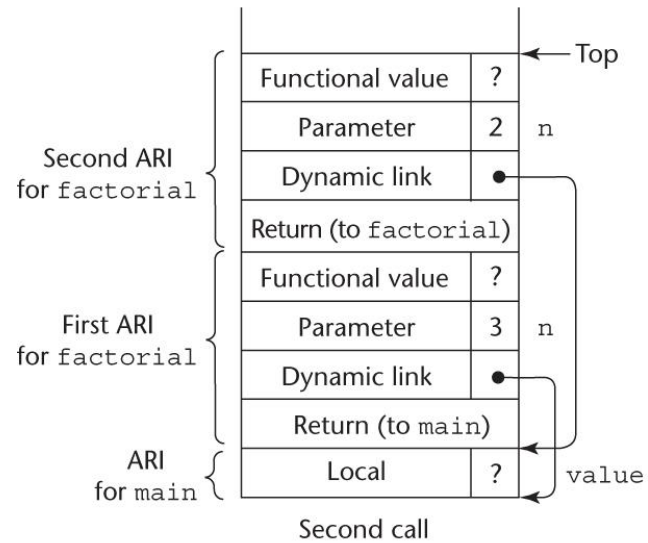 Top
Functional value ?
Second ARI
for factorial
Parameter 2 n
Dynamic link
Return (to factorial)
Functional value ?
First ARI
for factorial
Parameter 3 n
Dynamic link
Return (to main)
ARI
for main
Local ? value
Second call